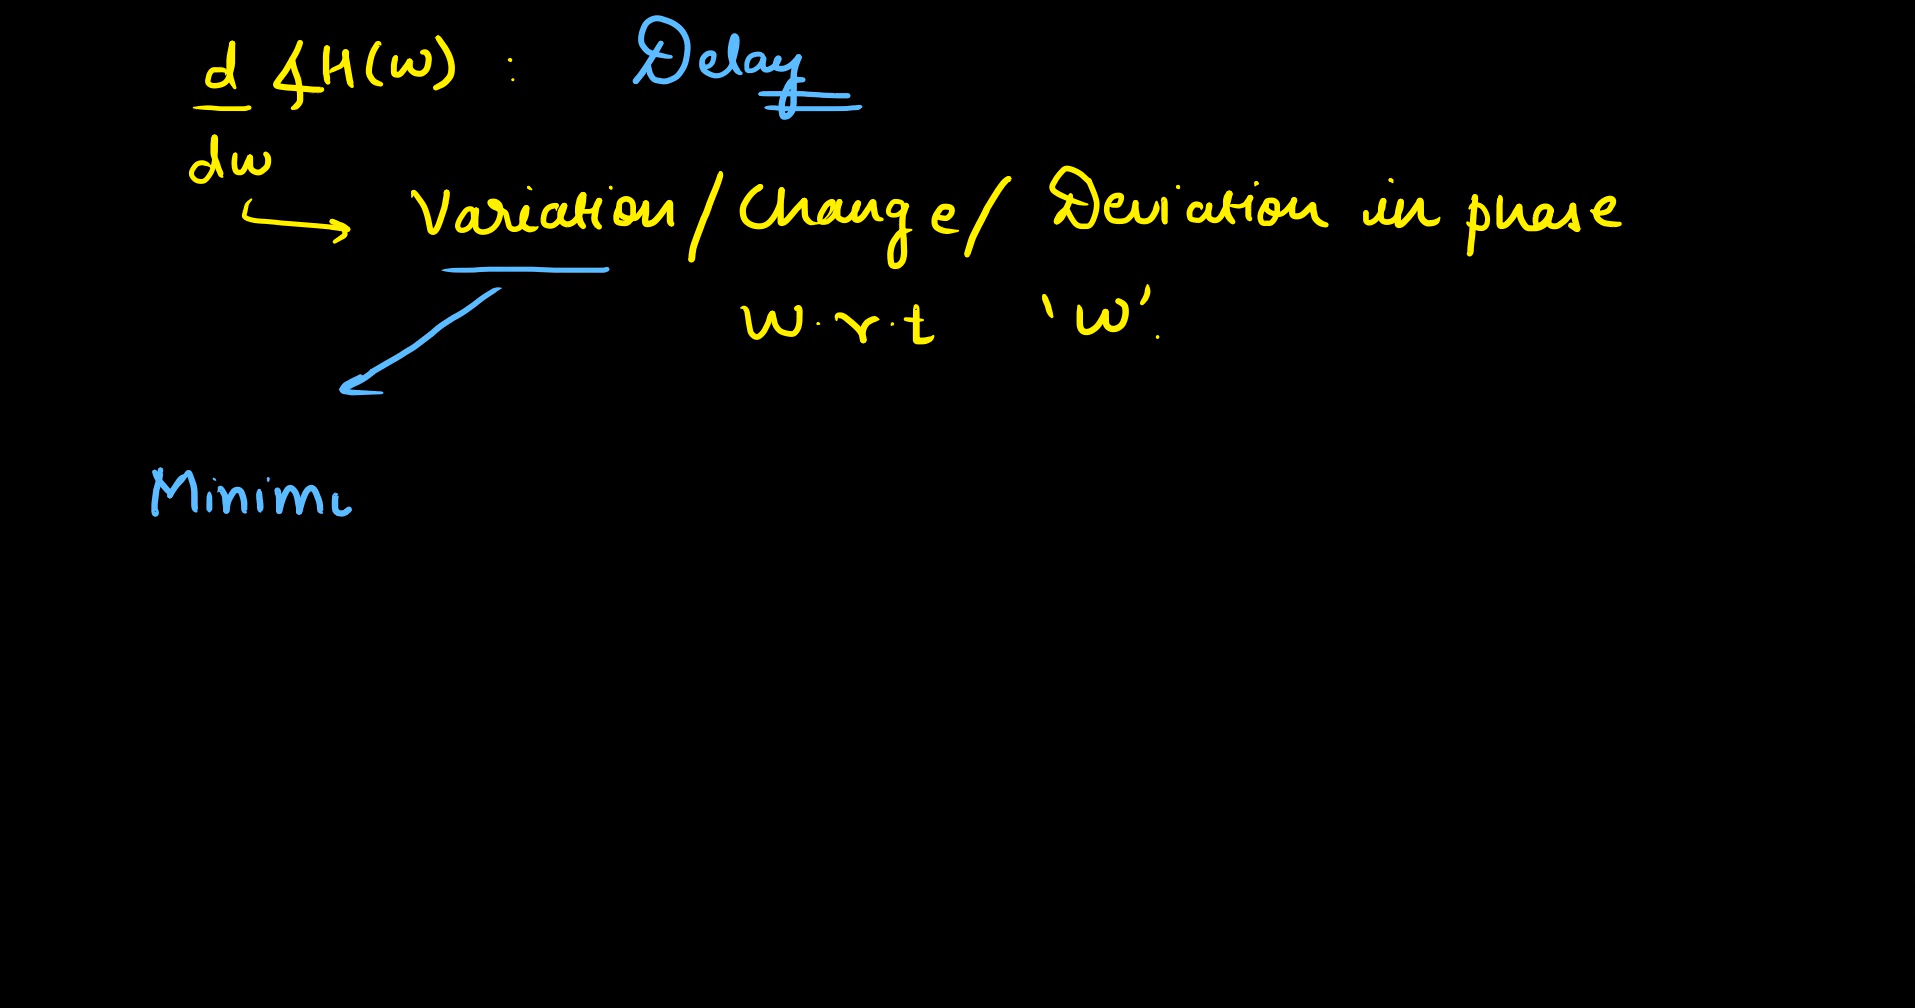 d ∡H(ω) : Delay
dω
Variation / Change / Deviation in phase
w.r.t 'ω'.
Minimu